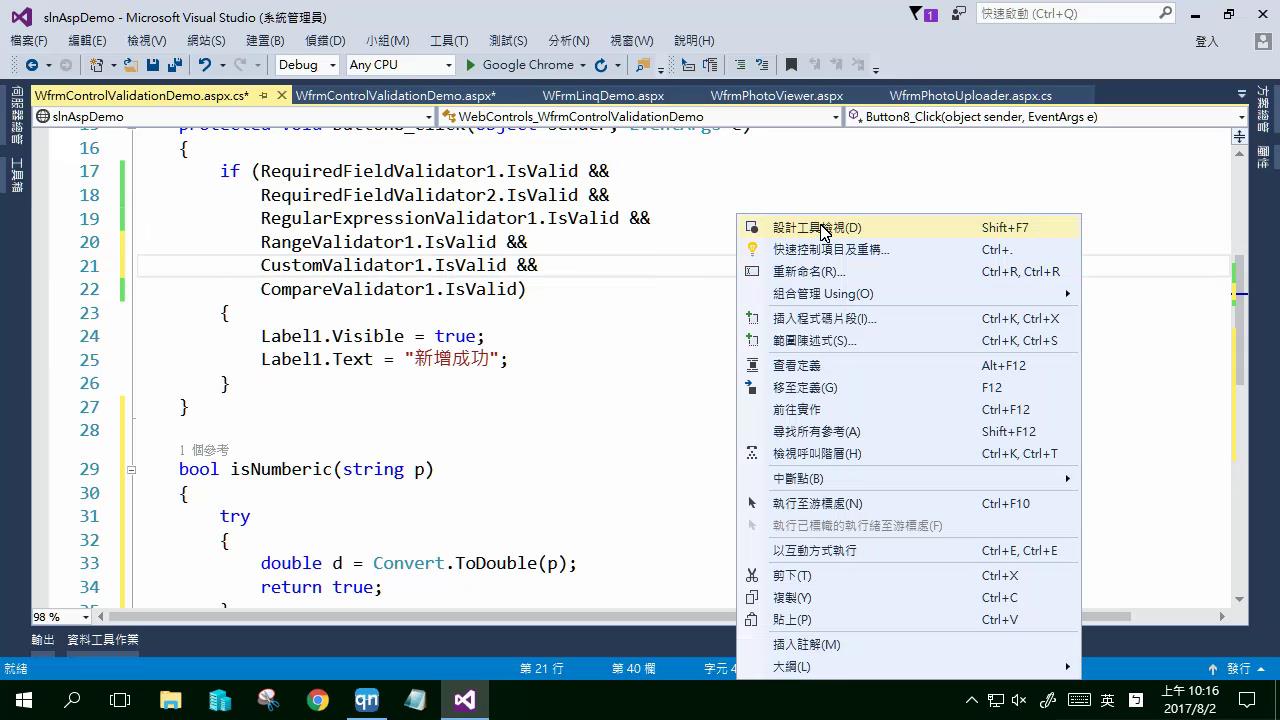 slnAspDemo - Microsoft Visual Studio (系統管理員)
1
快速啟動 (Ctrl+Q)
檔案(F) 編輯(E) 檢視(V) 網站(S) 建置(B) 偵錯(D) 小組(M) 工具(T) 測試(S) 分析(N) 視窗(W) 說明(H)
登入
Debug Any CPU Google Chrome
WfrmControlValidationDemo.aspx.cs* WfrmControlValidationDemo.aspx* WFrmLinqDemo.aspx WfrmPhotoViewer.aspx WfrmPhotoUploader.aspx.cs
slnAspDemo WebControls_WfrmControlValidationDemo Button8_Click(object sender, EventArgs e)
伺服器總管
工具箱
方案總管
屬性
15 protected void Button8_Click(object sender, EventArgs e)
16 {
17 if (RequiredFieldValidator1.IsValid &&
18 RequiredFieldValidator2.IsValid &&
19 RegularExpressionValidator1.IsValid &&
20 RangeValidator1.IsValid &&
21 CustomValidator1.IsValid &&
22 CompareValidator1.IsValid)
23 {
24 Label1.Visible = true;
25 Label1.Text = "新增成功";
26 }
27 }
28
1 個參考
29 bool isNumberic(string p)
30 {
31 try
32 {
33 double d = Convert.ToDouble(p);
34 return true;
35 }
設計工具檢視(D) Shift+F7
快速控制項目及重構... Ctrl+.
重新命名(R)... Ctrl+R, Ctrl+R
組合管理 Using(O)
插入程式碼片段(I)... Ctrl+K, Ctrl+X
範圍陳述式(S)... Ctrl+K, Ctrl+S
查看定義 Alt+F12
移至定義(G) F12
前往實作 Ctrl+F12
尋找所有參考(A) Shift+F12
檢視呼叫階層(H) Ctrl+K, Ctrl+T
中斷點(B)
執行至游標處(N) Ctrl+F10
執行已標幟的執行緒至游標處(F)
以互動方式執行 Ctrl+E, Ctrl+E
剪下(T) Ctrl+X
複製(Y) Ctrl+C
貼上(P) Ctrl+V
插入註解(M)
大綱(L)
98 %
輸出 資料工具作業
就緒 第 21 行 第 40 欄 字元 4 發行
qn
英
上午 10:16
2017/8/2